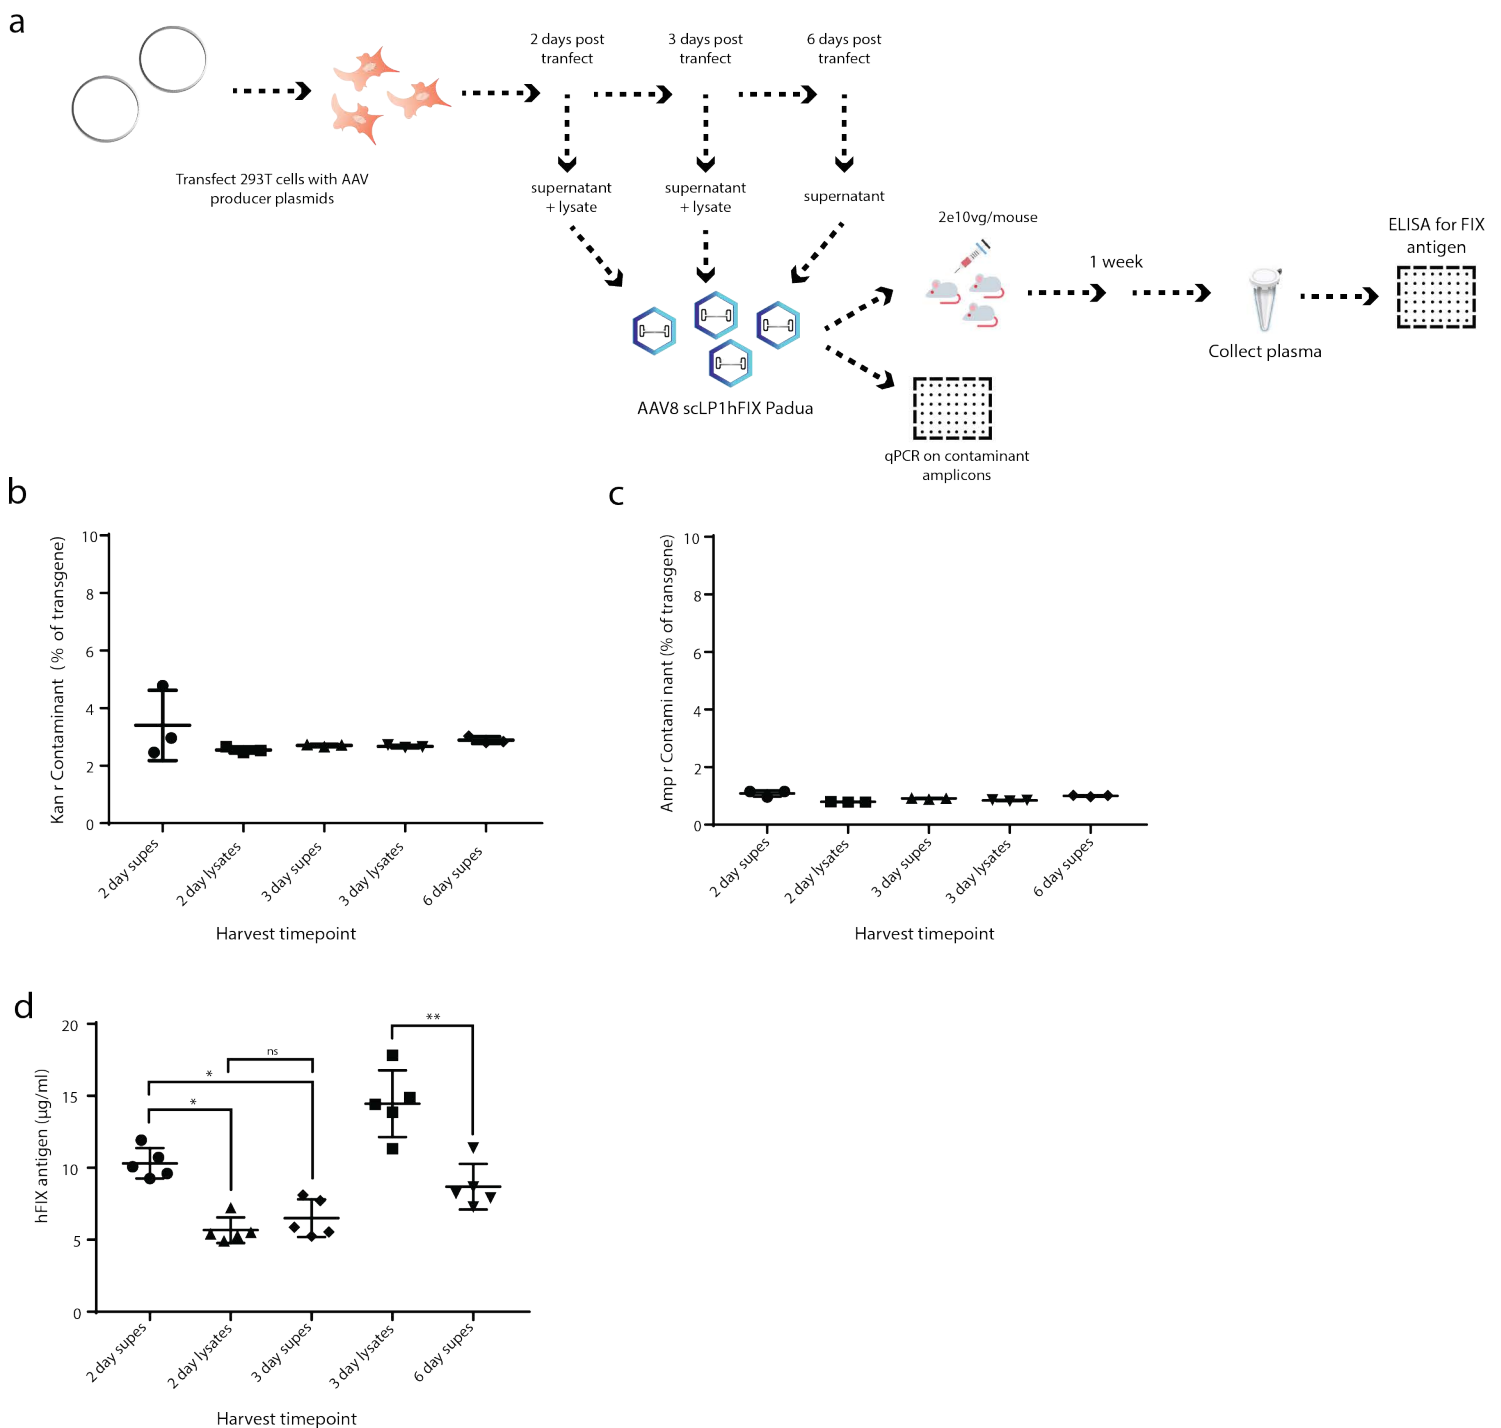 a
2 days post
tranfect
3 days post
tranfect
6 days post
tranfect
Transfect 293T cells with AAV
producer plasmids
supernatant
+ lysate
supernatant
+ lysate
supernatant
2e10vg/mouse
1 week
ELISA for FIX
antigen
Collect plasma
AAV8 scLP1hFIX Padua
qPCR on contaminant
amplicons
b
Kan r Contaminant (% of transgene)
10
8
6
4
2
0
2 day supes
2 day lysates
3 day supes
3 day lysates
6 day supes
Harvest timepoint
c
Amp r Contami nant (% of transgene)
10
8
6
4
2
0
2 day supes
2 day lysates
3 day supes
3 day lysates
6 day supes
Harvest timepoint
d
hFIX antigen (µg/ml)
20
15
10
5
0
*
*
ns
**
2 day supes
2 day lysates
3 day supes
3 day lysates
6 day supes
Harvest timepoint